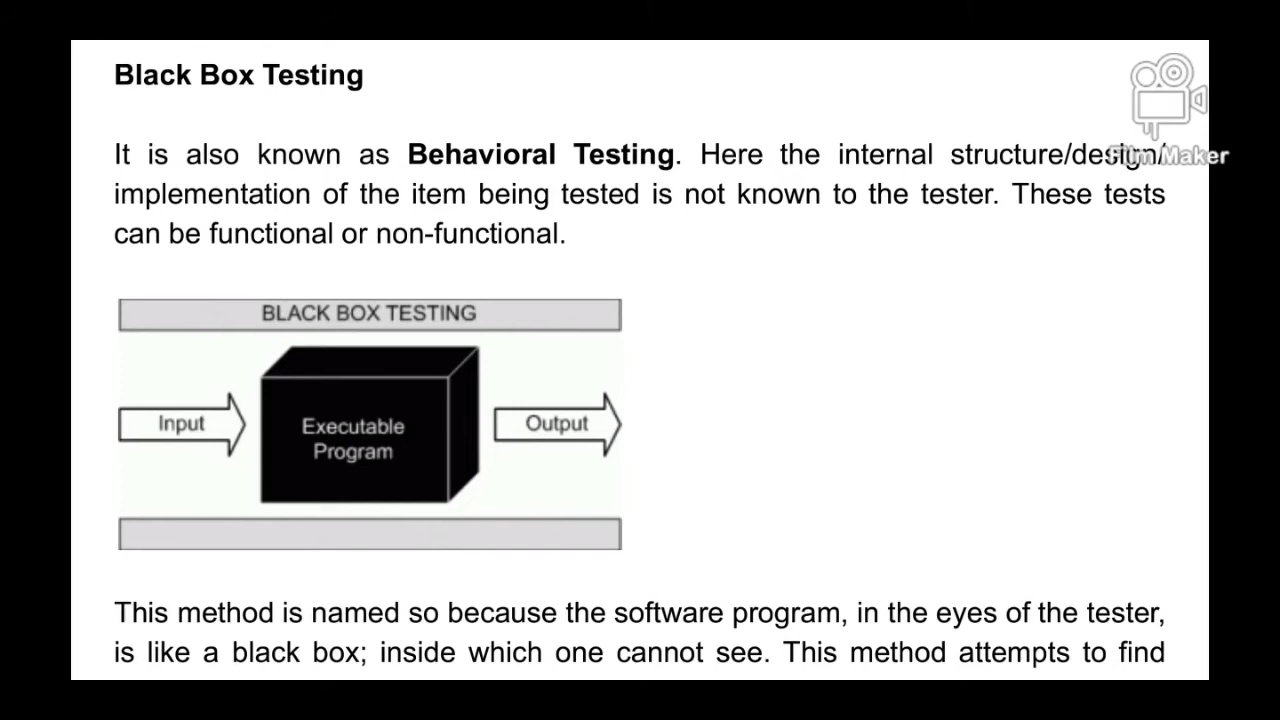 Black Box Testing
Film Maker
It is also known as Behavioral Testing. Here the internal structure/design/
implementation of the item being tested is not known to the tester. These tests
can be functional or non-functional.
BLACK BOX TESTING
Input
Executable
Program
Output
This method is named so because the software program, in the eyes of the tester,
is like a black box; inside which one cannot see. This method attempts to find